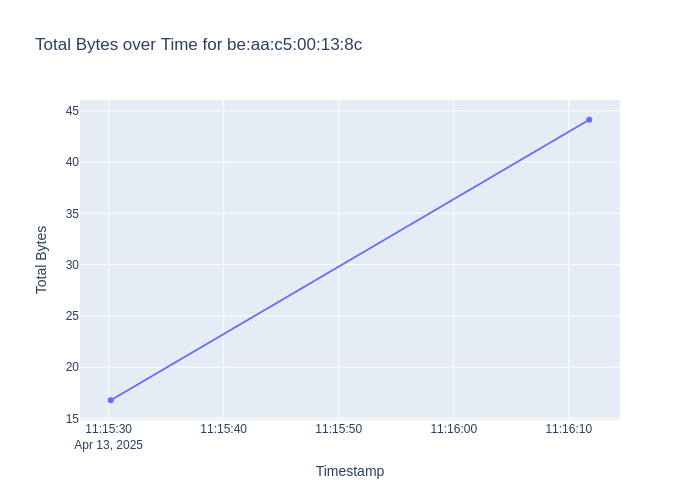 Total Bytes over Time for be:aa:c5:00:13:8c
Total Bytes
45
40
35
30
25
20
15
11:15:30 11:15:40 11:15:50 11:16:00 11:16:10
Apr 13, 2025
Timestamp